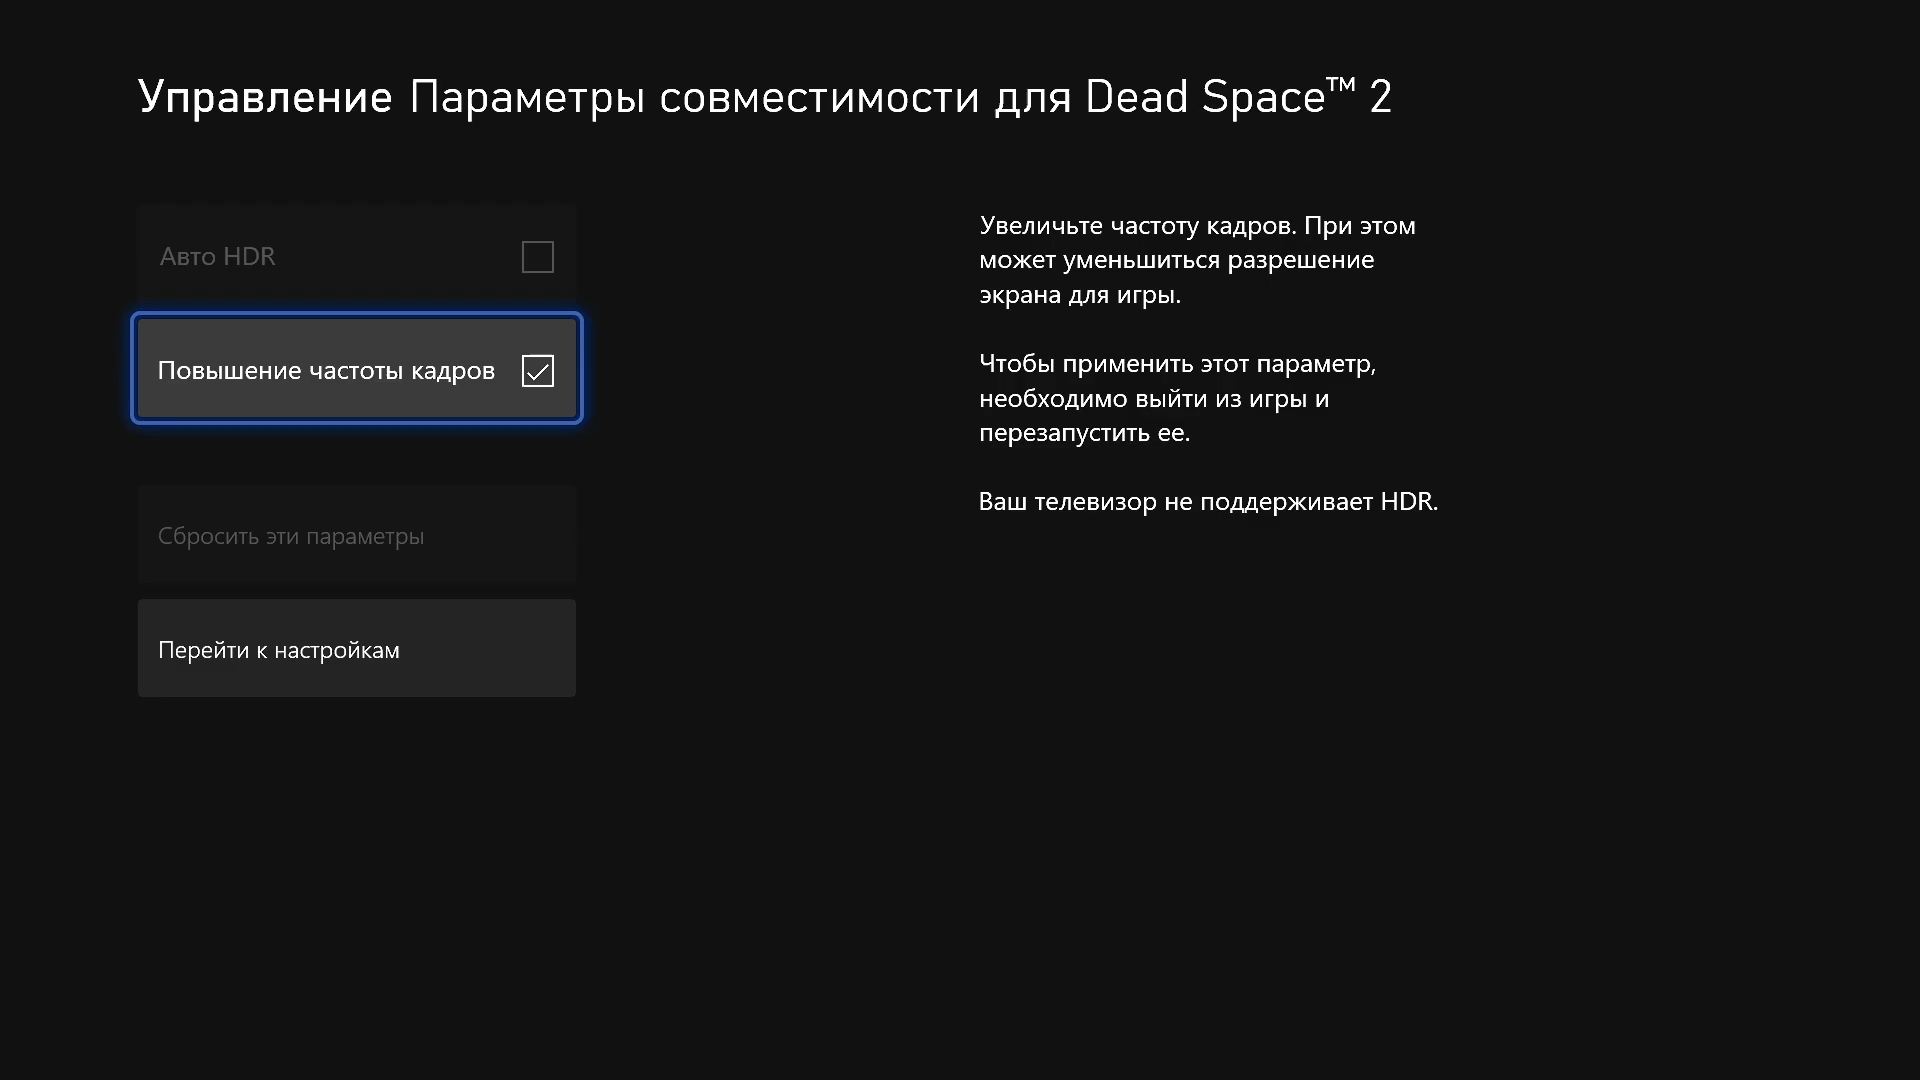 Управление Параметры совместимости для Dead Space™ 2
Авто HDR
Повышение частоты кадров
Сбросить эти параметры
Перейти к настройкам
Увеличьте частоту кадров. При этом
может уменьшиться разрешение
экрана для игры.
Чтобы применить этот параметр,
необходимо выйти из игры и
перезапустить ее.
Ваш телевизор не поддерживает HDR.